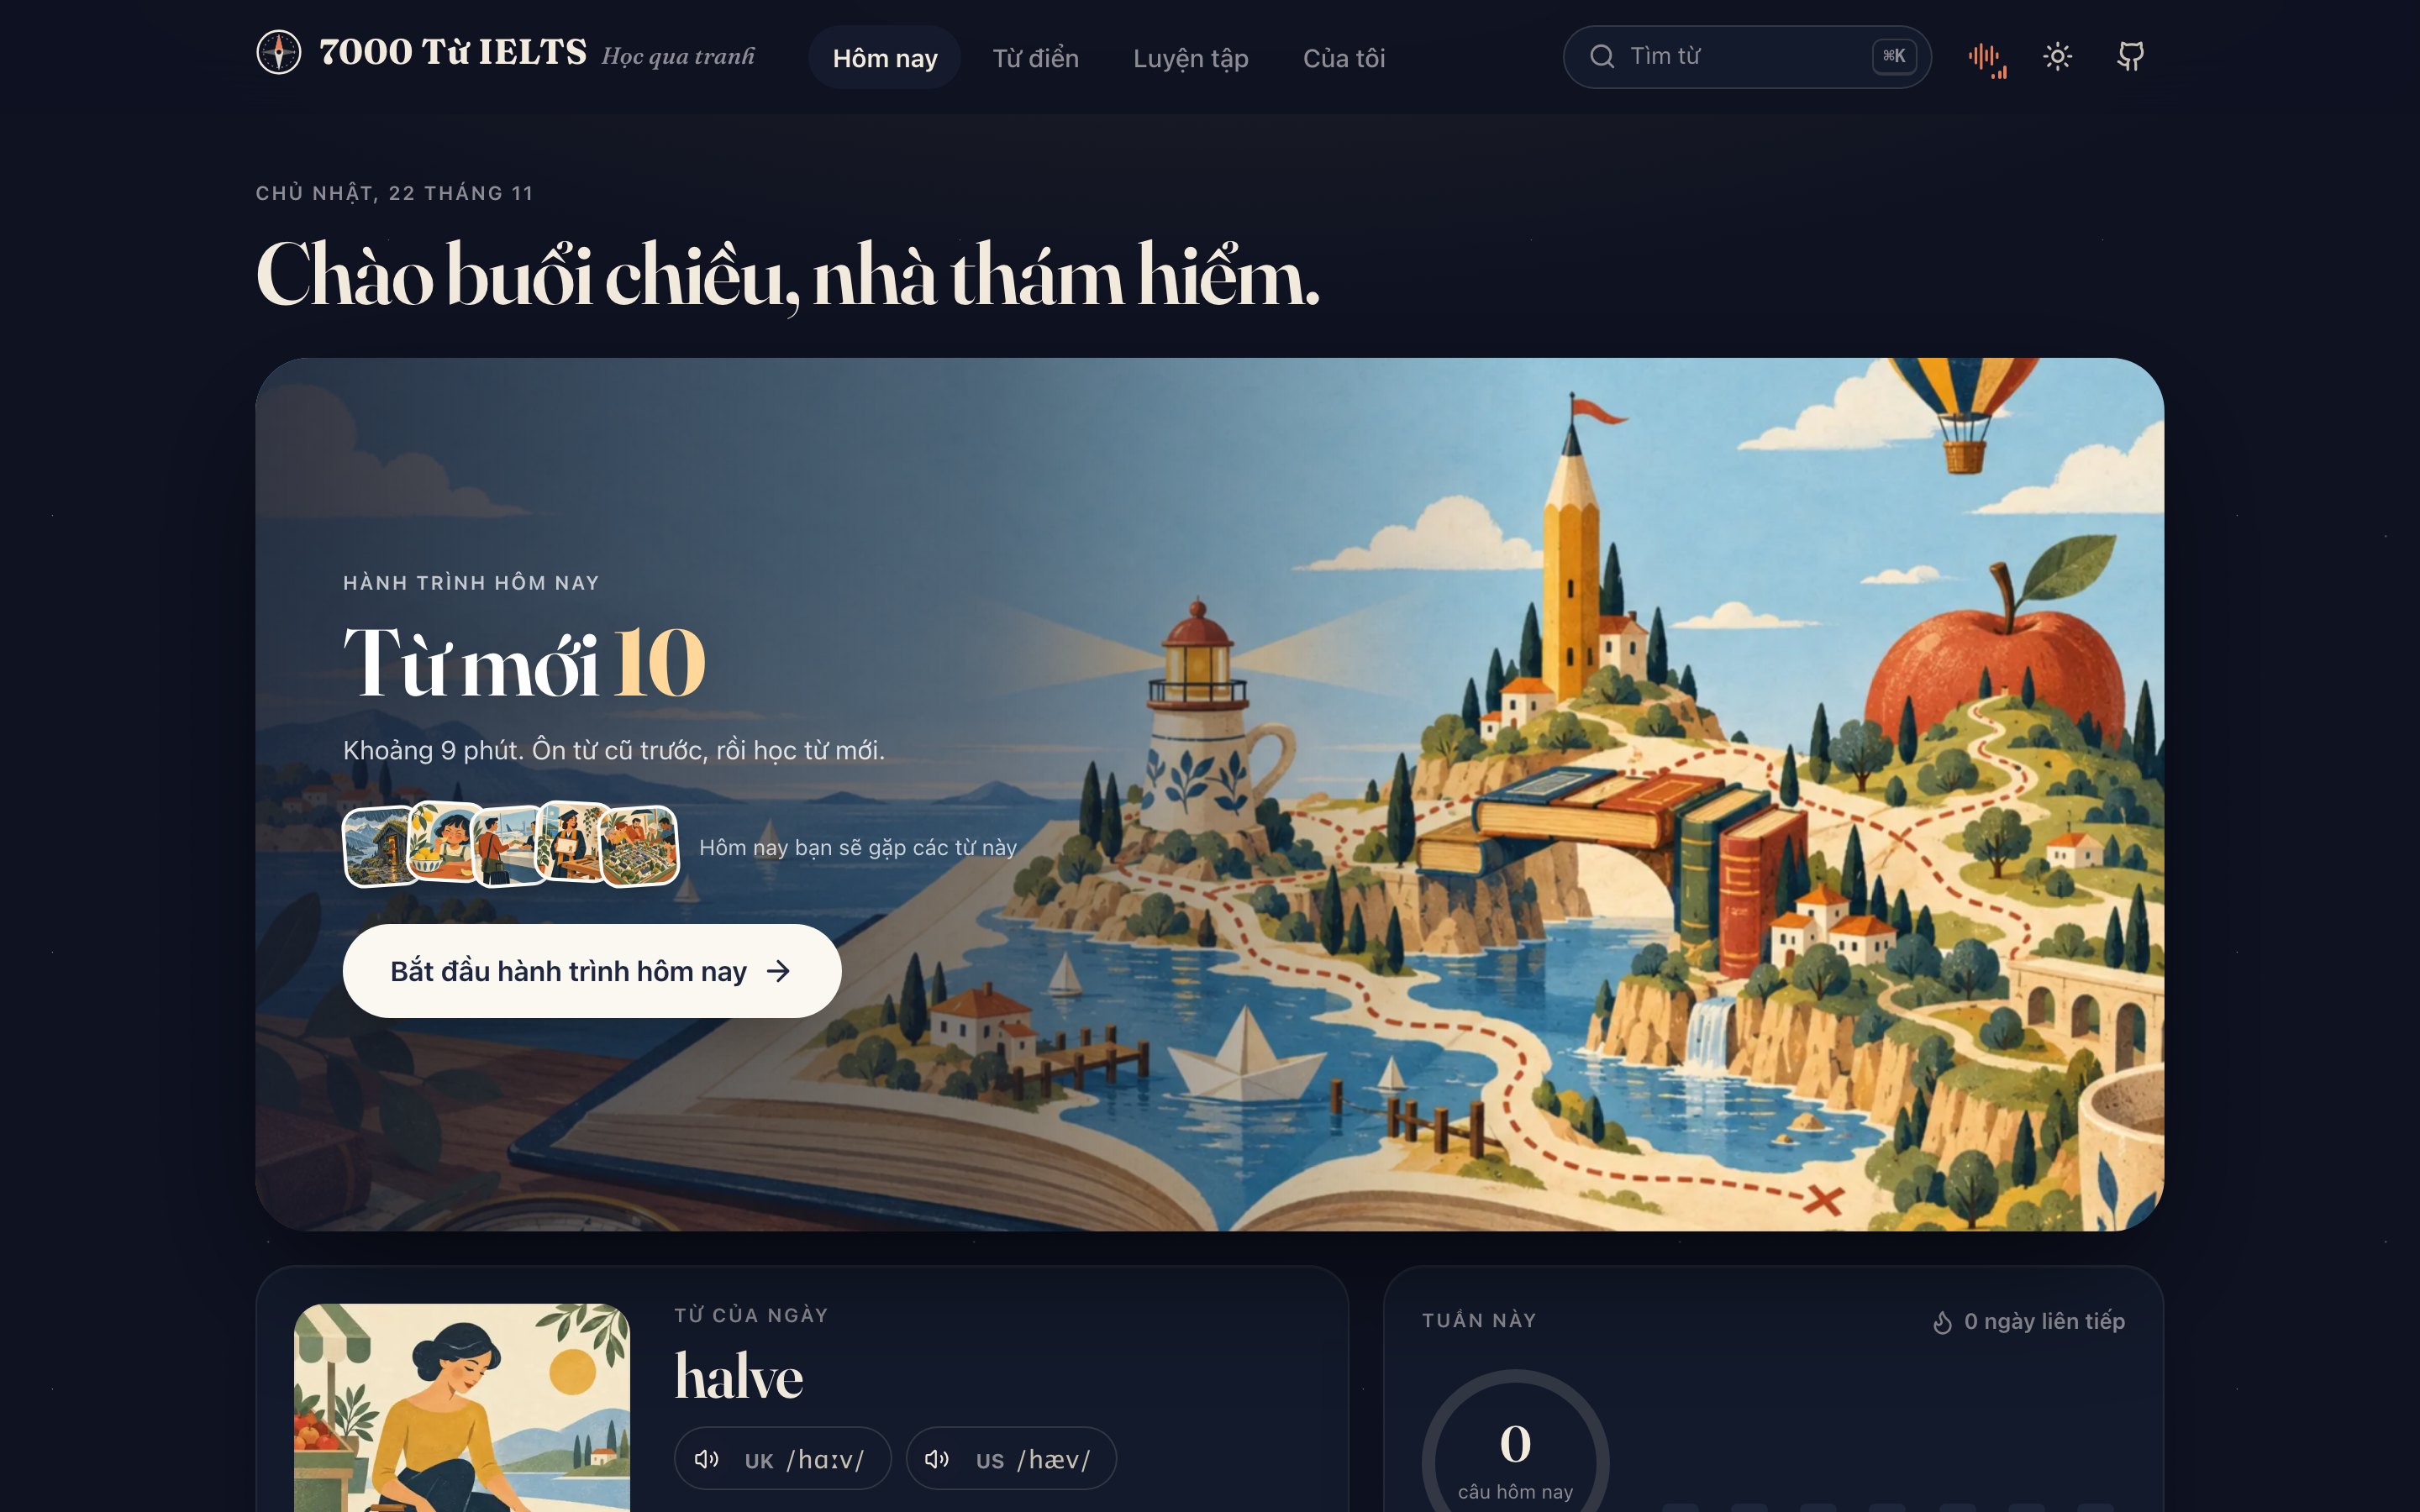 7000 Từ IELTS Học qua tranh
Hôm nay
Từ điển
Luyện tập
Của tôi
Tìm từ
⌘K
CHỦ NHẬT, 22 THÁNG 11
Chào buổi chiều, nhà thám hiểm.
HÀNH TRÌNH HÔM NAY
Từ mới 10
Khoảng 9 phút. Ôn từ cũ trước, rồi học từ mới.
Hôm nay bạn sẽ gặp các từ này
Bắt đầu hành trình hôm nay
TỪ CỦA NGÀY
halve
UK /hɑːv/
US /hæv/
TUẦN NÀY
0 ngày liên tiếp
0
câu hôm nay